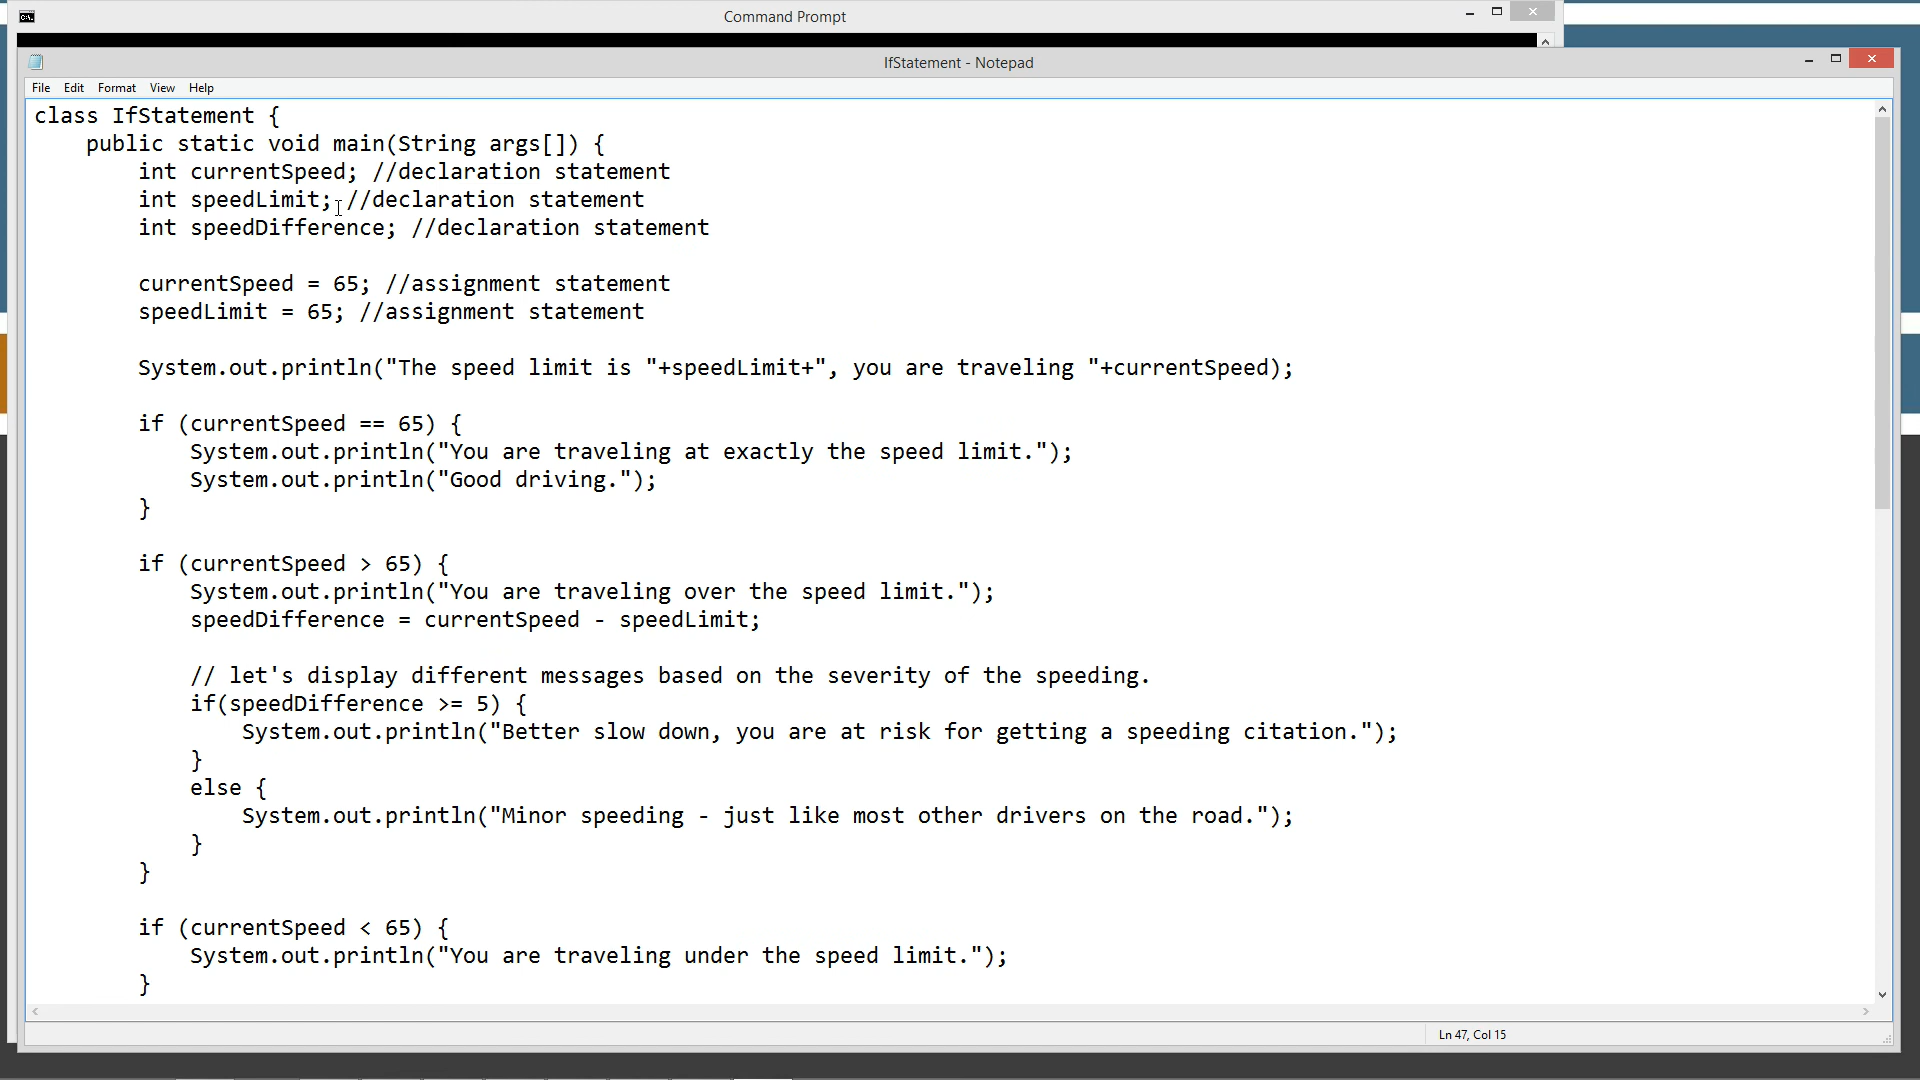 Command Prompt
IfStatement - Notepad
File Edit Format View Help
class IfStatement {
    public static void main(String args[]) {
        int currentSpeed; //declaration statement
        int speedLimit; //declaration statement
        int speedDifference; //declaration statement

        currentSpeed = 65; //assignment statement
        speedLimit = 65; //assignment statement

        System.out.println("The speed limit is "+speedLimit+", you are traveling "+currentSpeed);

        if (currentSpeed == 65) {
            System.out.println("You are traveling at exactly the speed limit.");
            System.out.println("Good driving.");
        }

        if (currentSpeed > 65) {
            System.out.println("You are traveling over the speed limit.");
            speedDifference = currentSpeed - speedLimit;

            // let's display different messages based on the severity of the speeding.
            if(speedDifference >= 5) {
                System.out.println("Better slow down, you are at risk for getting a speeding citation.");
            }
            else {
                System.out.println("Minor speeding - just like most other drivers on the road.");
            }
        }

        if (currentSpeed < 65) {
            System.out.println("You are traveling under the speed limit.");
        }
Ln 47, Col 15